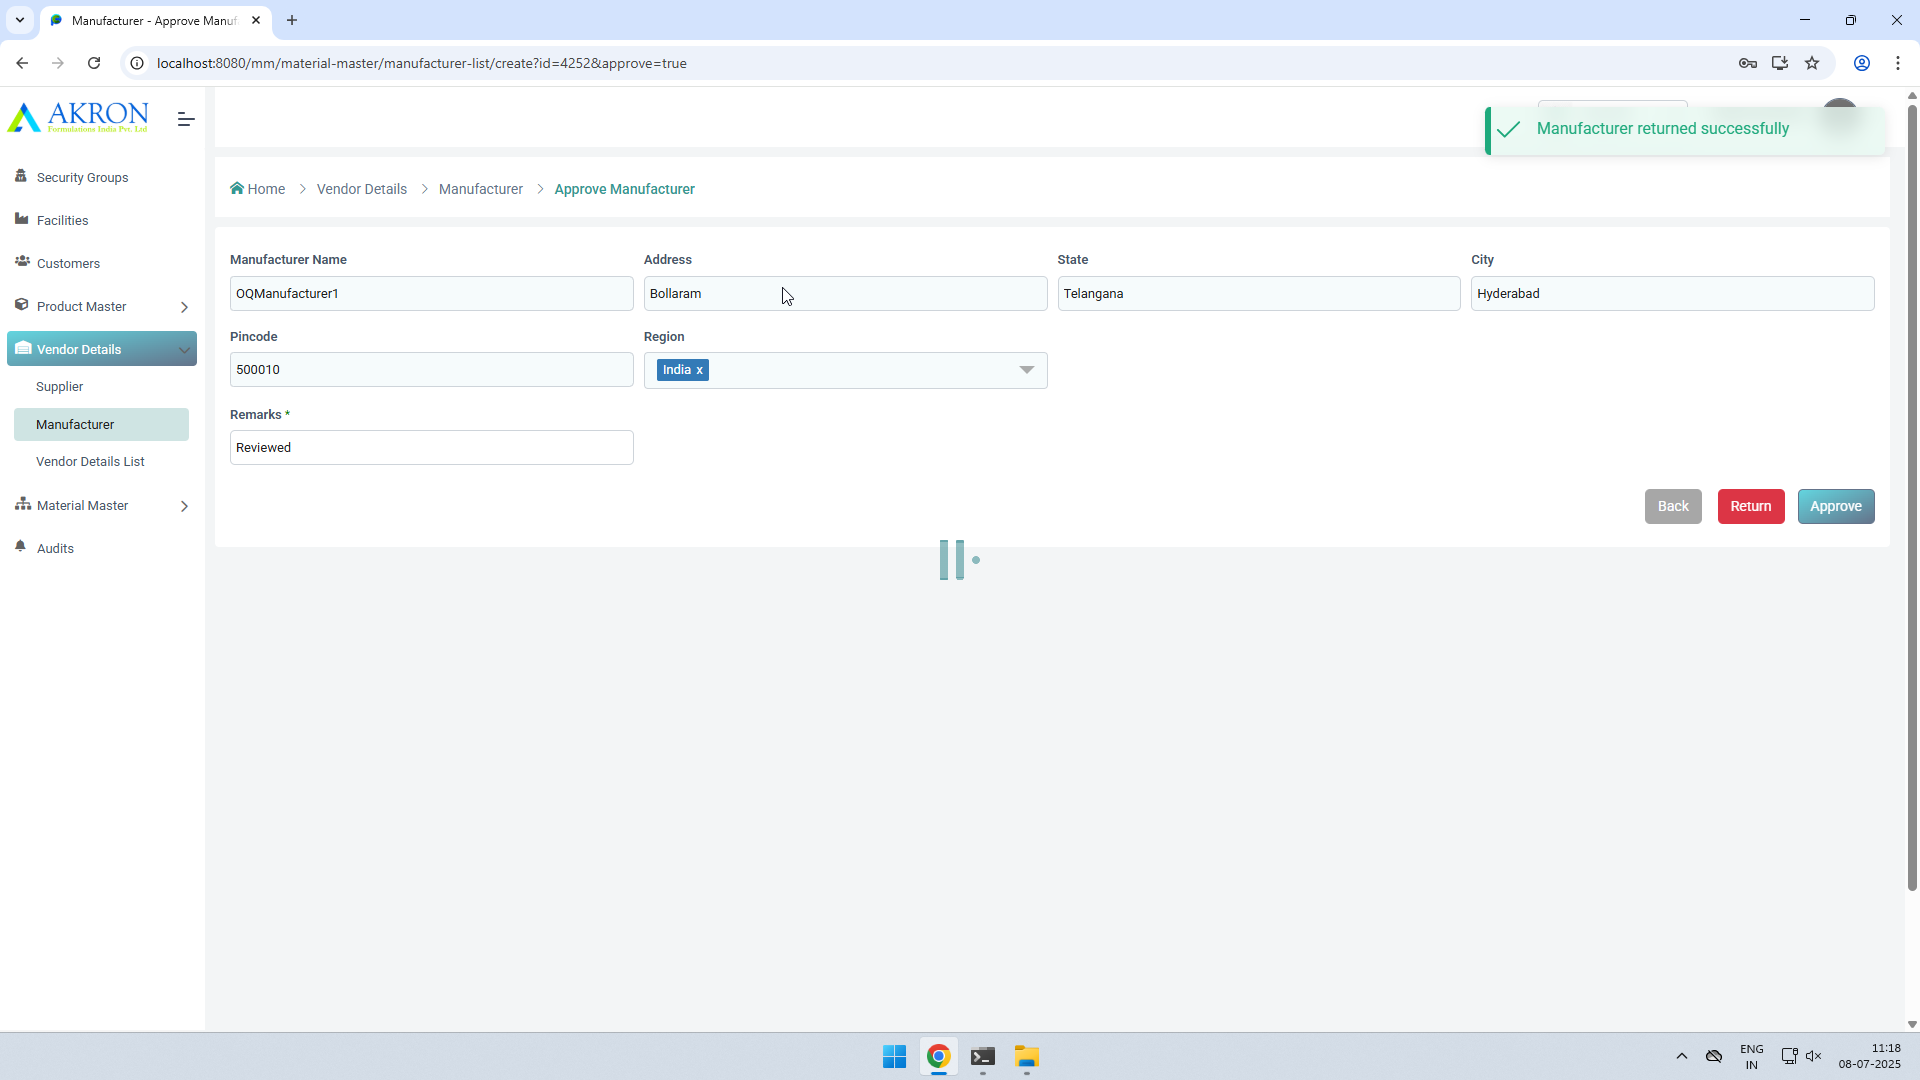 Manufacturer - Approve Manuf
localhost:8080/mm/material-master/manufacturer-list/create?id=4252&approve=true
AKRON
Formulations India Pvt. Ltd
Manufacturer returned successfully
Security Groups
Facilities
Customers
Product Master
Vendor Details
Supplier
Manufacturer
Vendor Details List
Material Master
Audits
Home > Vendor Details > Manufacturer > Approve Manufacturer
Manufacturer Name Address State City
OQManufacturer1 Bollaram Telangana Hyderabad
Pincode Region
500010 India x
Remarks *
Reviewed
Back Return Approve
ENG
IN
11:18
08-07-2025